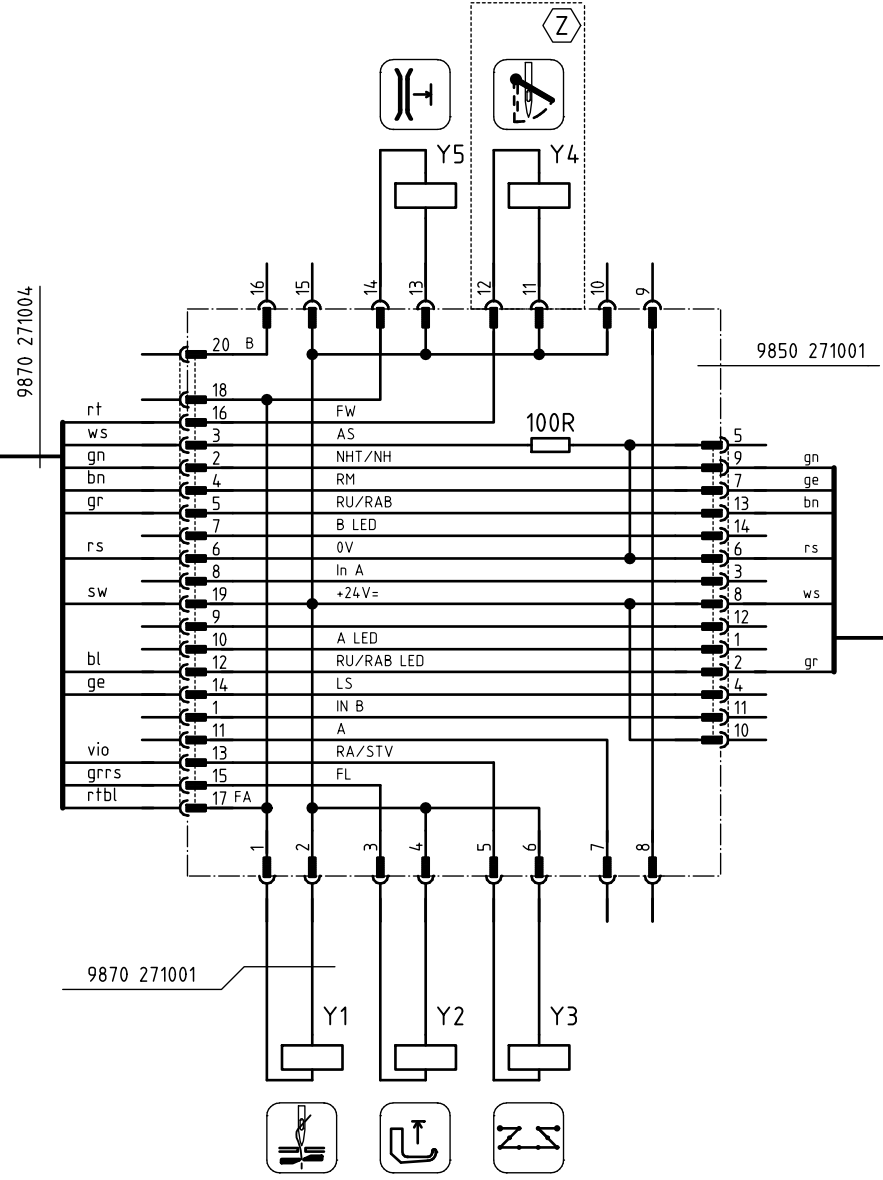 Z
Y5 Y4
16 15 14 13 12 11 10 9
9870 271004
20 B
9850 271001
18
rt 16 FW
100R
ws 3 AS 5
gn 2 NHT/NH 9 gn
bn 4 RM 7 ge
gr 5 RU/RAB 13 bn
7 B LED 14
rs 6 0V 6 rs
8 In A 3
sw 19 +24V= 8 ws
9 12
10 A LED 1
bl 12 RU/RAB LED 2 gr
ge 14 LS 4
1 IN B 11
11 A 10
vio 13 RA/STV
grrs 15 FL
rtbl 17 FA
1 2 3 4 5 6 7 8
9870 271001
Y1 Y2 Y3